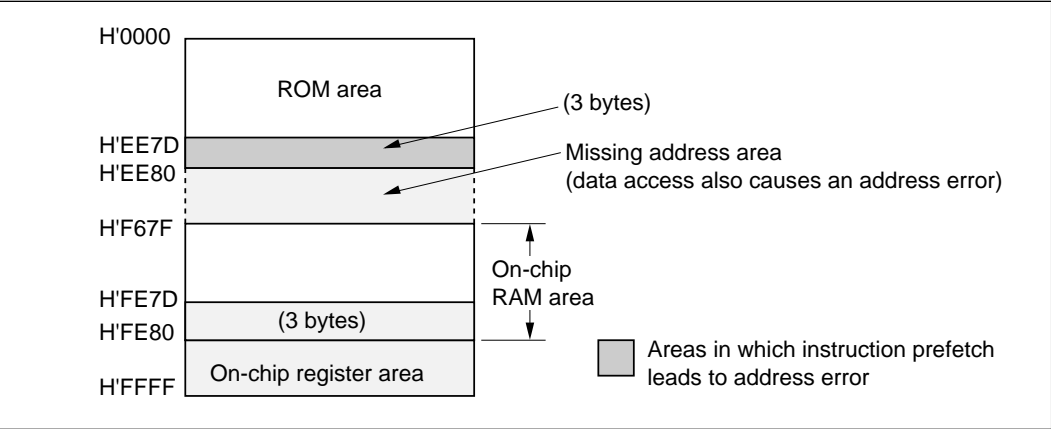 H'0000
ROM area
(3 bytes)
H'EE7D
Missing address area
H'EE80
(data access also causes an address error)
H'F67F
On-chip
RAM area
H'FE7D
(3 bytes)
H'FE80
Areas in which instruction prefetch
leads to address error
On-chip register area
H'FFFF